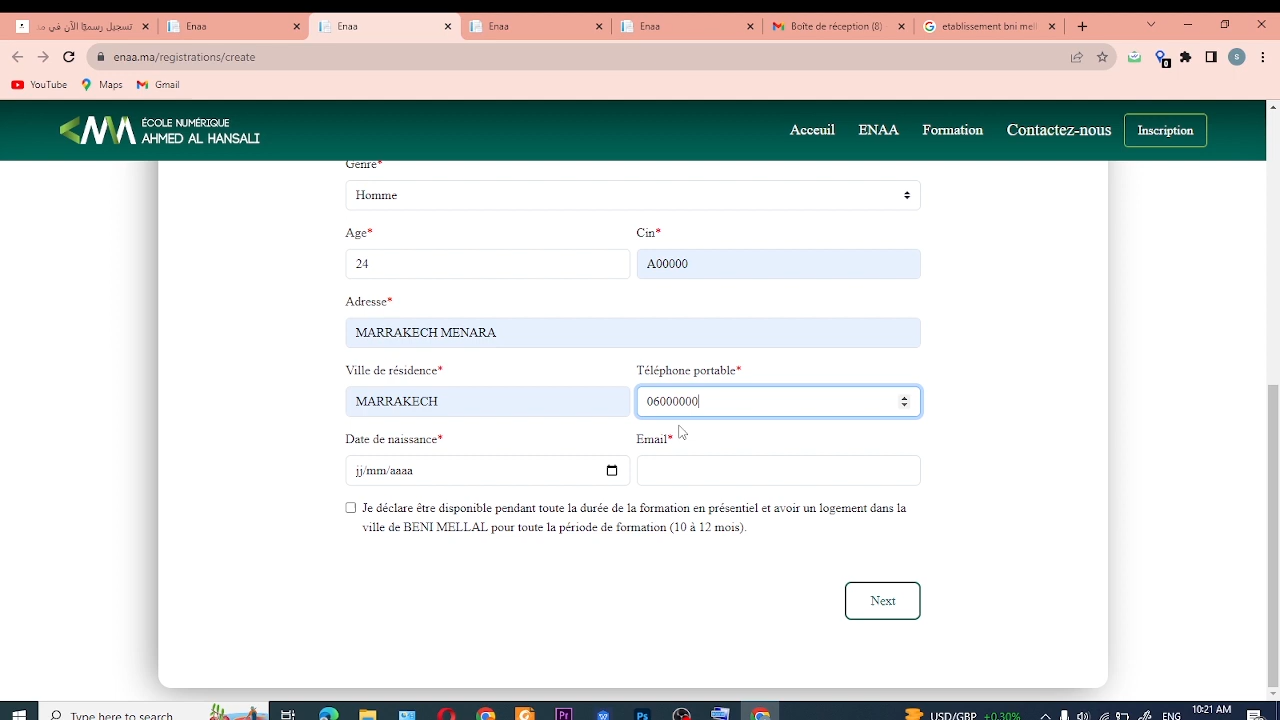 تسجيل رسميًا الآن في ...
Enaa
Enaa
Enaa
Enaa
Boîte de réception (8)
etablissement bni mell
enaa.ma/registrations/create
0
S
YouTube
Maps
Gmail
ÉCOLE NUMÉRIQUE
AHMED AL HANSALI
Acceuil
ENAA
Formation
Contactez-nous
Inscription
Genre*
Homme
Age*
Cin*
24
A00000
Adresse*
MARRAKECH MENARA
Ville de résidence*
Téléphone portable*
MARRAKECH
06000000
Date de naissance*
Email*
jj/mm/aaaa
Je déclare être disponible pendant toute la durée de la formation en présentiel et avoir un logement dans la
ville de BENI MELLAL pour toute la période de formation (10 à 12 mois).
Next
Type here to search
Pr
Ps
USD/GBP +0.30%
ENG
10:21 AM